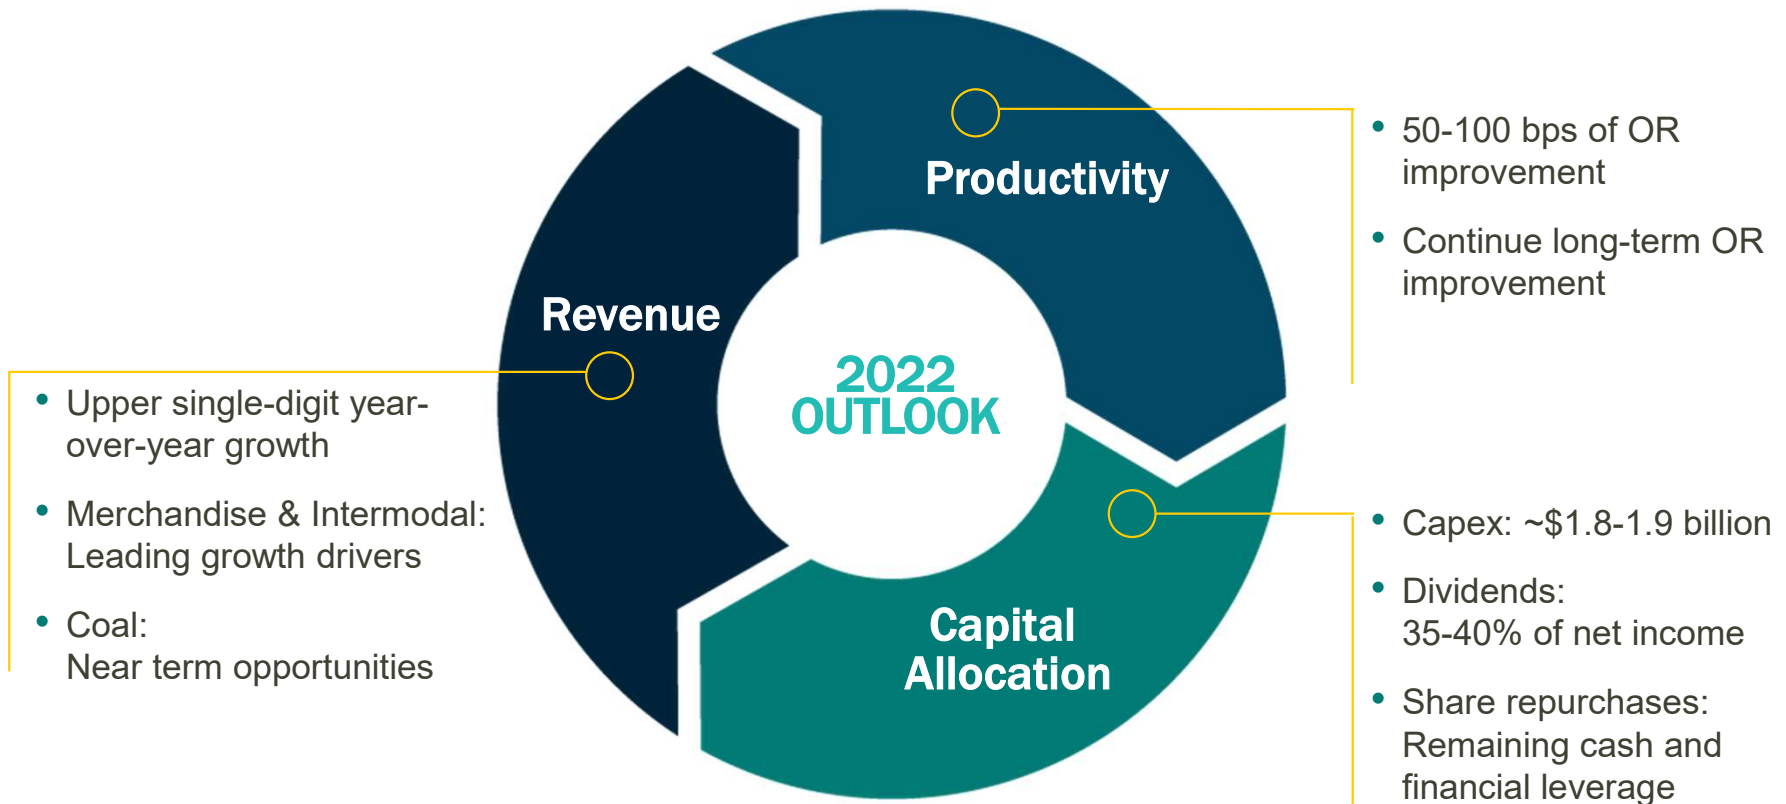 2022
OUTLOOK
Revenue
• Upper single-digit year-
over-year growth
• Merchandise & Intermodal:
Leading growth drivers
• Coal:
Near term opportunities
Productivity
• 50-100 bps of OR
improvement
• Continue long-term OR
improvement
Capital
Allocation
• Capex: ~$1.8-1.9 billion
• Dividends:
35-40% of net income
• Share repurchases:
Remaining cash and
financial leverage